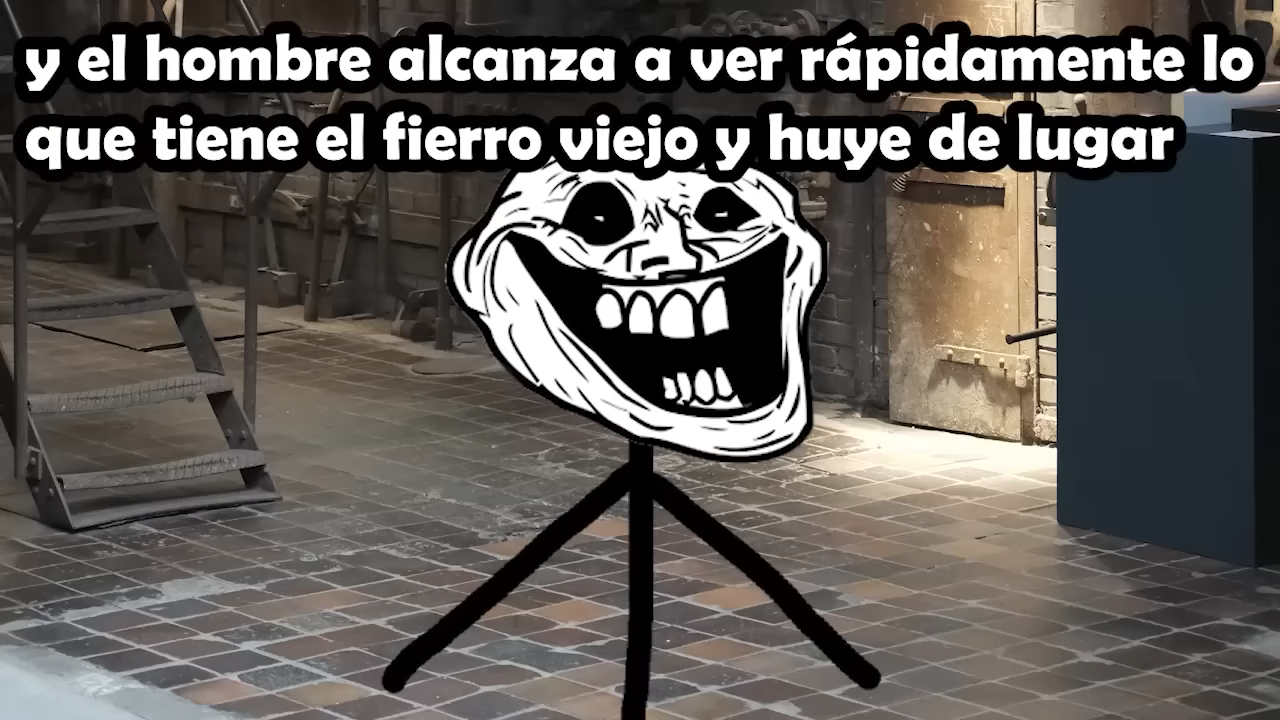 y el hombre alcanza a ver rápidamente lo
que tiene el fierro viejo y huye de lugar